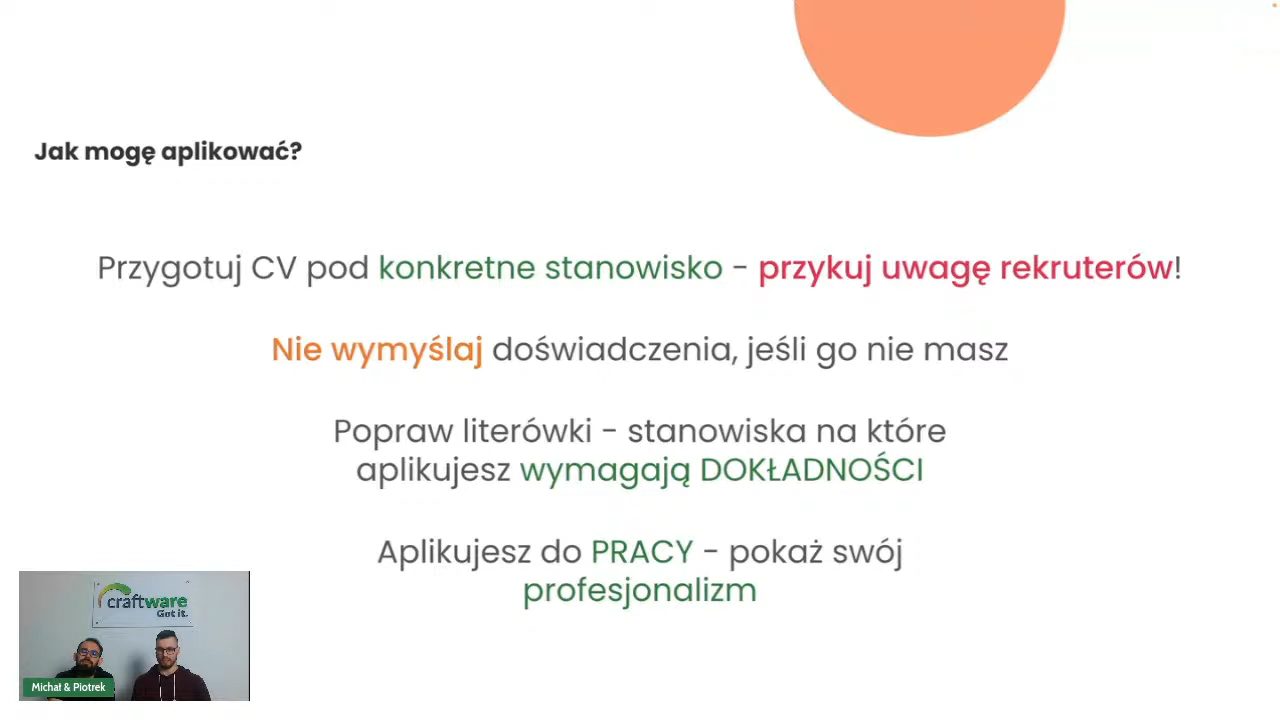 Jak mogę aplikować?
Przygotuj CV pod konkretne stanowisko - przykuj uwagę rekruterów!
Nie wymyślaj doświadczenia, jeśli go nie masz
Popraw literówki - stanowiska na które
aplikujesz wymagają DOKŁADNOŚCI
Aplikujesz do PRACY - pokaż swój
profesjonalizm
craftware
Got it.
Michał & Piotrek